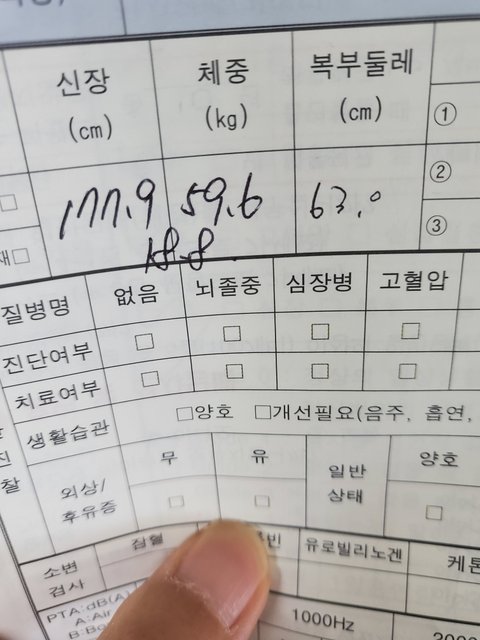 신장 체중 복부둘레
(cm) (kg) (cm) ①
177.9 59.6 63.0 ②
18.8 ③
질병명 없음 뇌졸중 심장병 고혈압
진단여부 □ □ □ □
치료여부 □ □ □ □
생활습관 □양호 □개선필요(음주, 흡연,
외상/ 무 유 일반 양호
후유증 □ □ 상태 □
소변 잠혈 유로빌리노겐 케톤
검사
PTA:dB(A) 1000Hz